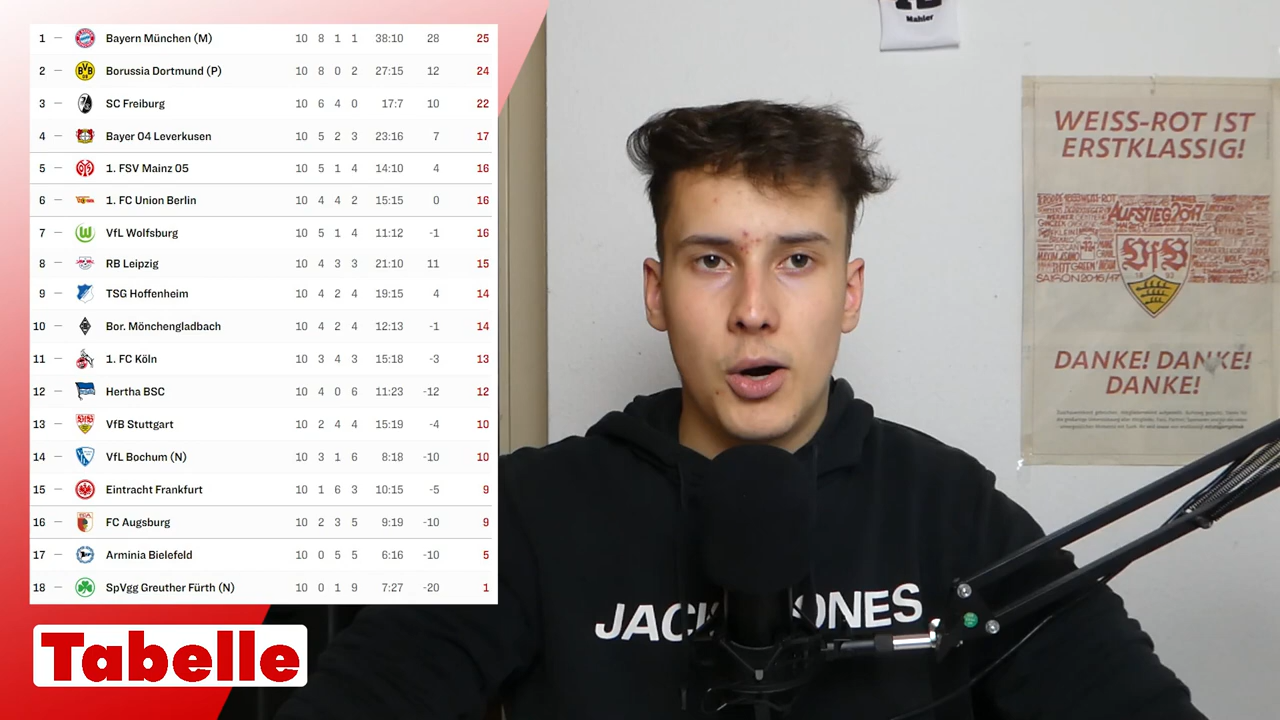 1 — Bayern München (M) 10 8 1 1 38:10 28 25
2 — Borussia Dortmund (P) 10 8 0 2 27:15 12 24
3 — SC Freiburg 10 6 4 0 17:7 10 22
4 — Bayer 04 Leverkusen 10 5 2 3 23:16 7 17
5 — 1. FSV Mainz 05 10 5 1 4 14:10 4 16
6 — 1. FC Union Berlin 10 4 4 2 15:15 0 16
7 — VfL Wolfsburg 10 5 1 4 11:12 -1 16
8 — RB Leipzig 10 4 3 3 21:10 11 15
9 — TSG Hoffenheim 10 4 2 4 19:15 4 14
10 — Bor. Mönchengladbach 10 4 2 4 12:13 -1 14
11 — 1. FC Köln 10 3 4 3 15:18 -3 13
12 — Hertha BSC 10 4 0 6 11:23 -12 12
13 — VfB Stuttgart 10 2 4 4 15:19 -4 10
14 — VfL Bochum (N) 10 3 1 6 8:18 -10 10
15 — Eintracht Frankfurt 10 1 6 3 10:15 -5 9
16 — FC Augsburg 10 2 3 5 9:19 -10 9
17 — Arminia Bielefeld 10 0 5 5 6:16 -10 5
18 — SpVgg Greuther Fürth (N) 10 0 1 9 7:27 -20 1
Tabelle
Mahler
WEISS-ROT IST
ERSTKLASSIG!
AUFSTIEG 2017
VfB
18 93
SAISON 2016/17
DANKE! DANKE!
DANKE!
JACK JONES